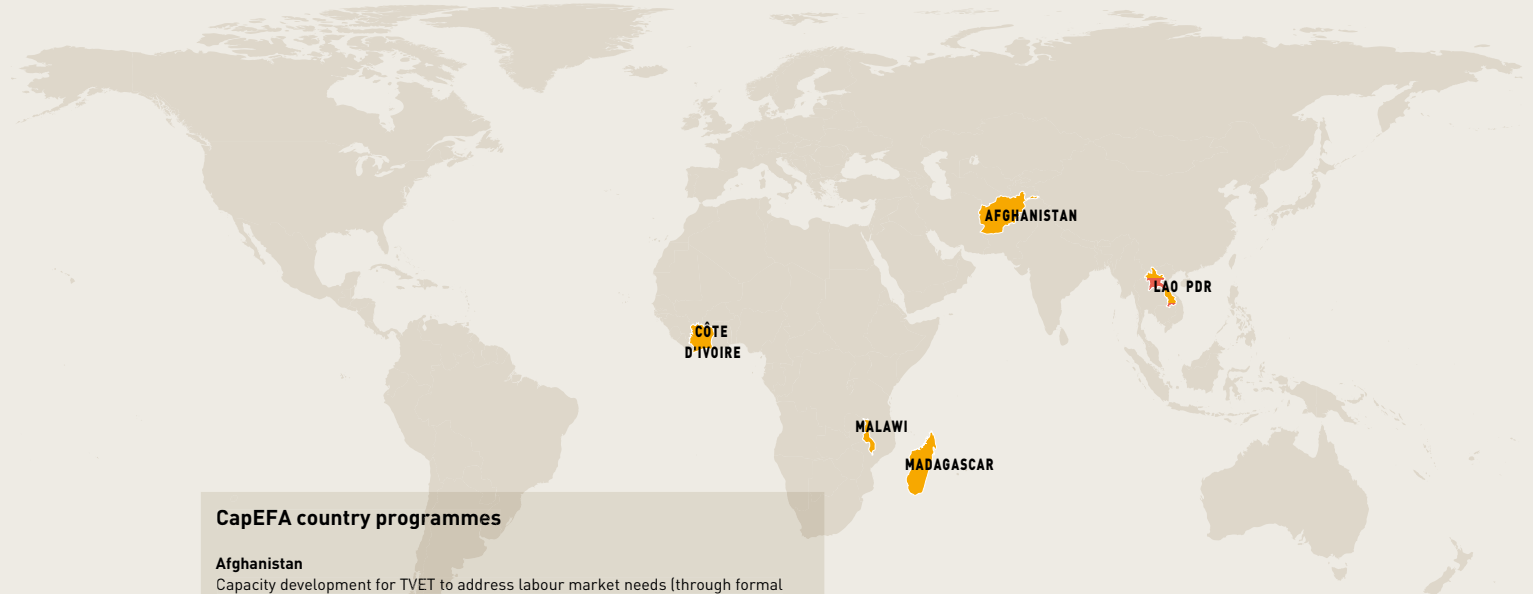 AFGHANISTAN
LAO PDR
CÔTE
D'IVOIRE
MALAWI
MADAGASCAR
CapEFA country programmes
Afghanistan
Capacity development for TVET to address labour market needs (through formal